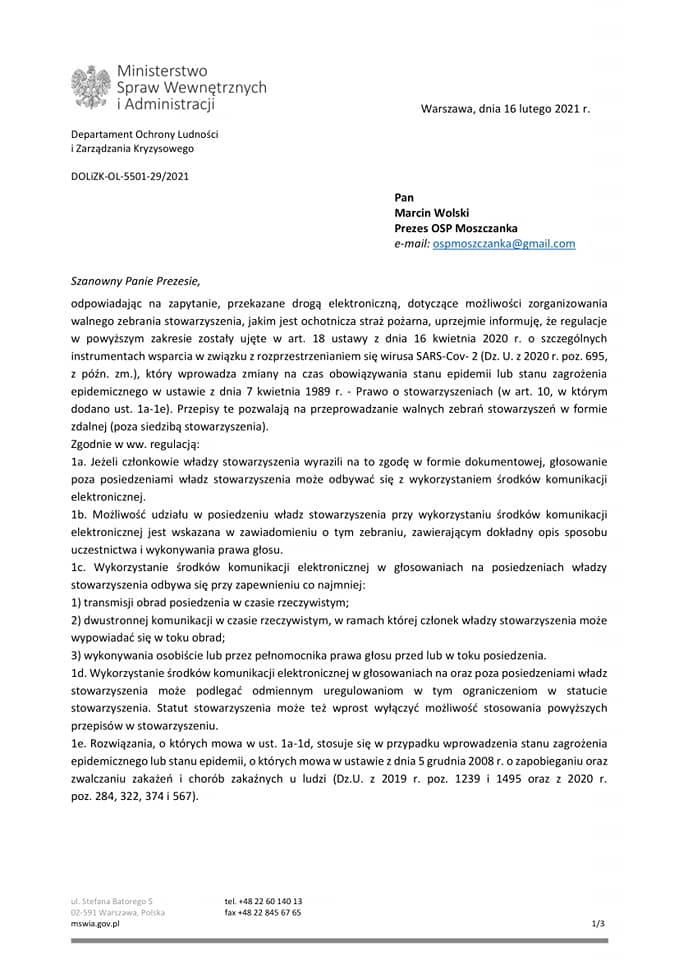 Ministerstwo
Spraw Wewnętrznych
i Administracji
Warszawa, dnia 16 lutego 2021 r.
Departament Ochrony Ludności
i Zarządzania Kryzysowego
DOLiZK-OL-5501-29/2021
Pan
Marcin Wolski
Prezes OSP Moszczanka
e-mail: ospmoszczanka@gmail.com
Szanowny Panie Prezesie,
odpowiadając na zapytanie, przekazane drogą elektroniczną, dotyczące możliwości zorganizowania
walnego zebrania stowarzyszenia, jakim jest ochotnicza straż pożarna, uprzejmie informuję, że regulacje
w powyższym zakresie zostały ujęte w art. 18 ustawy z dnia 16 kwietnia 2020 r. o szczególnych
instrumentach wsparcia w związku z rozprzestrzenianiem się wirusa SARS-Cov- 2 (Dz. U. z 2020 r. poz. 695,
z późn. zm.), który wprowadza zmiany na czas obowiązywania stanu epidemii lub stanu zagrożenia
epidemicznego w ustawie z dnia 7 kwietnia 1989 r. - Prawo o stowarzyszeniach (w art. 10, w którym
dodano ust. 1a-1e). Przepisy te pozwalają na przeprowadzanie walnych zebrań stowarzyszeń w formie
zdalnej (poza siedzibą stowarzyszenia).
Zgodnie w ww. regulacją:
1a. Jeżeli członkowie władzy stowarzyszenia wyrazili na to zgodę w formie dokumentowej, głosowanie
poza posiedzeniami władz stowarzyszenia może odbywać się z wykorzystaniem środków komunikacji
elektronicznej.
1b. Możliwość udziału w posiedzeniu władz stowarzyszenia przy wykorzystaniu środków komunikacji
elektronicznej jest wskazana w zawiadomieniu o tym zebraniu, zawierającym dokładny opis sposobu
uczestnictwa i wykonywania prawa głosu.
1c. Wykorzystanie środków komunikacji elektronicznej w głosowaniach na posiedzeniach władzy
stowarzyszenia odbywa się przy zapewnieniu co najmniej:
1) transmisji obrad posiedzenia w czasie rzeczywistym;
2) dwustronnej komunikacji w czasie rzeczywistym, w ramach której członek władzy stowarzyszenia może
wypowiadać się w toku obrad;
3) wykonywania osobiście lub przez pełnomocnika prawa głosu przed lub w toku posiedzenia.
1d. Wykorzystanie środków komunikacji elektronicznej w głosowaniach na oraz poza posiedzeniami władz
stowarzyszenia może podlegać odmiennym uregulowaniom w tym ograniczeniom w statucie
stowarzyszenia. Statut stowarzyszenia może też wprost wyłączyć możliwość stosowania powyższych
przepisów w stowarzyszeniu.
1e. Rozwiązania, o których mowa w ust. 1a-1d, stosuje się w przypadku wprowadzenia stanu zagrożenia
epidemicznego lub stanu epidemii, o których mowa w ustawie z dnia 5 grudnia 2008 r. o zapobieganiu oraz
zwalczaniu zakażeń i chorób zakaźnych u ludzi (Dz.U. z 2019 r. poz. 1239 i 1495 oraz z 2020 r.
poz. 284, 322, 374 i 567).
ul. Stefana Batorego 5
02-591 Warszawa, Polska
mswia.gov.pl
tel. +48 22 60 140 13
fax +48 22 845 67 65
1/3